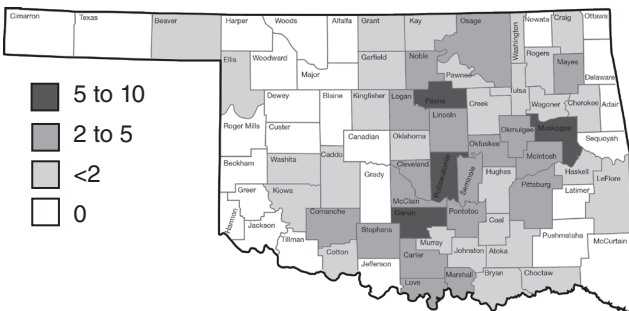 Cimarron
Texas
Beaver
Harper
Woods
Alfalfa
Grant
Kay
Osage
Washington
Nowata
Craig
Ottawa
Ellis
Woodward
Major
Garfield
Noble
Pawnee
Rogers
Mayes
Delaware
5 to 10
Dewey
Blaine
Kingfisher
Logan
Payne
Creek
Tulsa
Wagoner
Cherokee
Adair
2 to 5
Roger Mills
Custer
Canadian
Oklahoma
Lincoln
Okfuskee
Okmulgee
Muskogee
Sequoyah
<2
Beckham
Washita
Caddo
Grady
Cleveland
Pottawatomie
Seminole
Hughes
McIntosh
Haskell
LeFlore
0
Greer
Kiowa
McClain
Pittsburg
Latimer
Harmon
Jackson
Comanche
Stephens
Garvin
Pontotoc
Coal
Tillman
Cotton
Jefferson
Murray
Carter
Johnston
Atoka
Pushmataha
McCurtain
Love
Marshall
Bryan
Choctaw